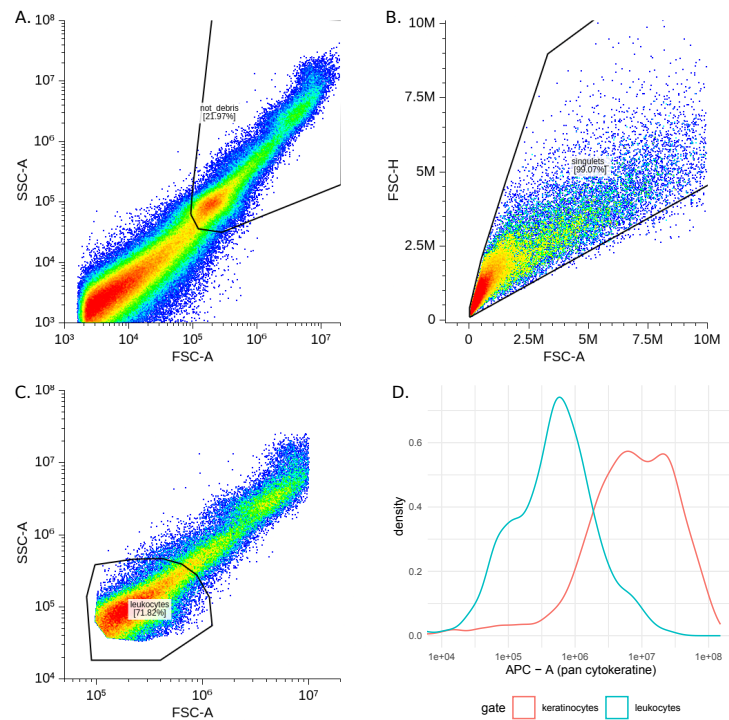 A.
10⁸
10⁷
10⁶
10⁵
10⁴
10³
SSC-A
not_debris
[21.97%]
10³ 10⁴ 10⁵ 10⁶ 10⁷
FSC-A
B.
10M
7.5M
5M
2.5M
0
FSC-H
singulets
[99.07%]
0 2.5M 5M 7.5M 10M
FSC-A
C.
10⁸
10⁷
10⁶
10⁵
10⁴
SSC-A
leukocytes
[71.82%]
10⁵ 10⁶ 10⁷
FSC-A
D.
0.6
0.4
0.2
0.0
density
1e+04 1e+05 1e+06 1e+07 1e+08
APC − A (pan cytokeratine)
gate keratinocytes leukocytes